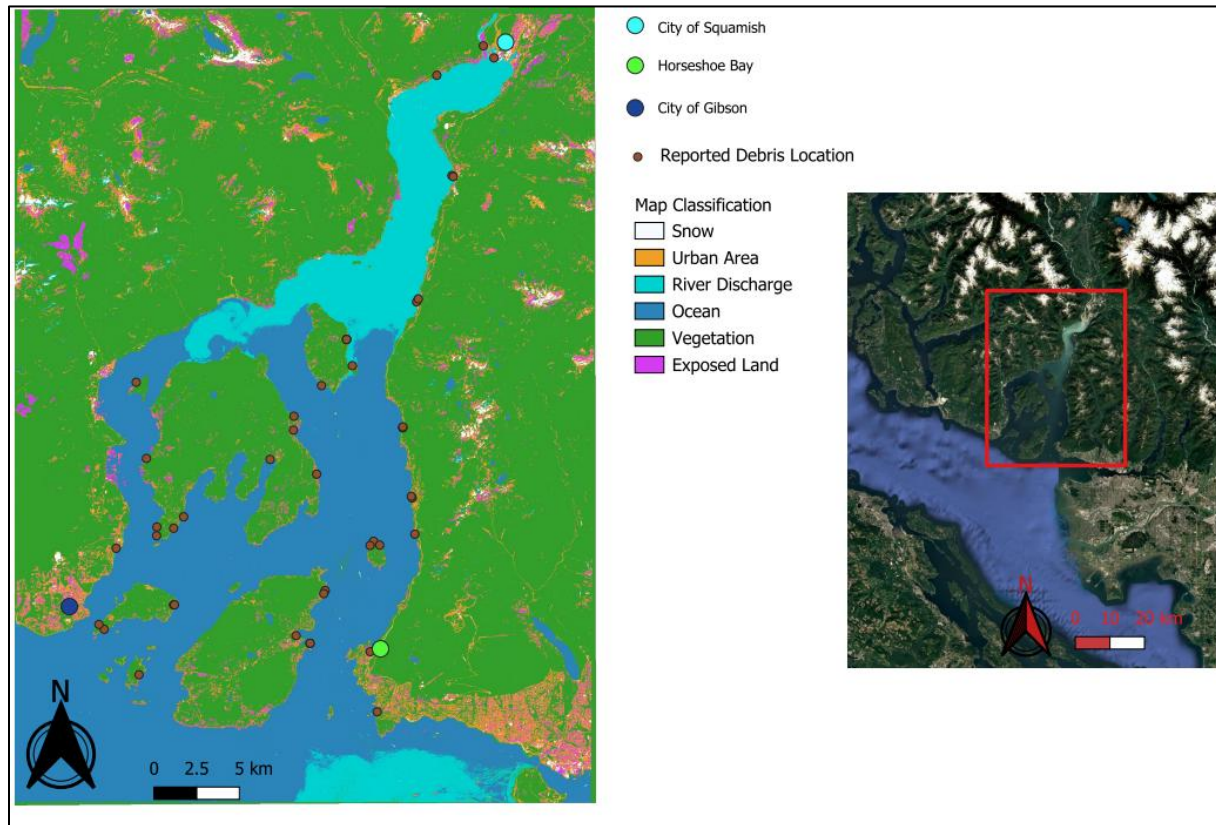 City of Squamish
Horseshoe Bay
City of Gibson
Reported Debris Location
Map Classification
Snow
Urban Area
River Discharge
Ocean
Vegetation
Exposed Land
N
0 2.5 5 km
N
0 10 20 km